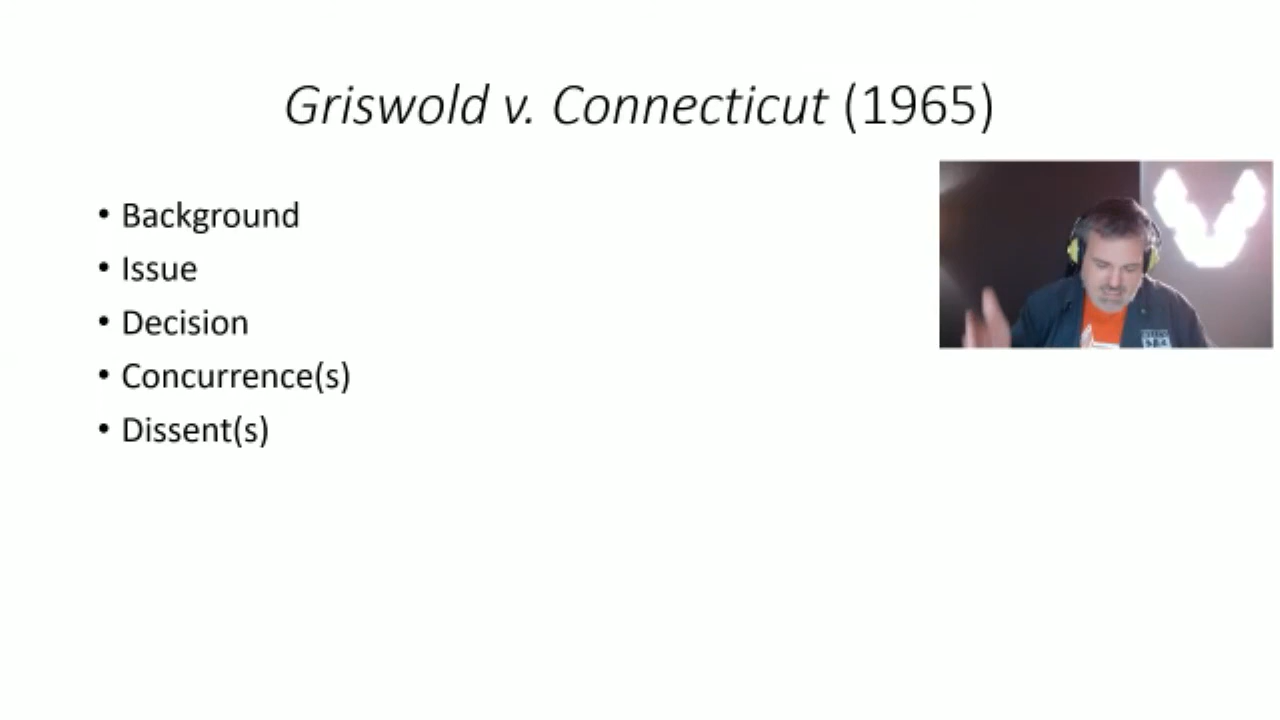 Griswold v. Connecticut (1965)
• Background
• Issue
• Decision
• Concurrence(s)
• Dissent(s)